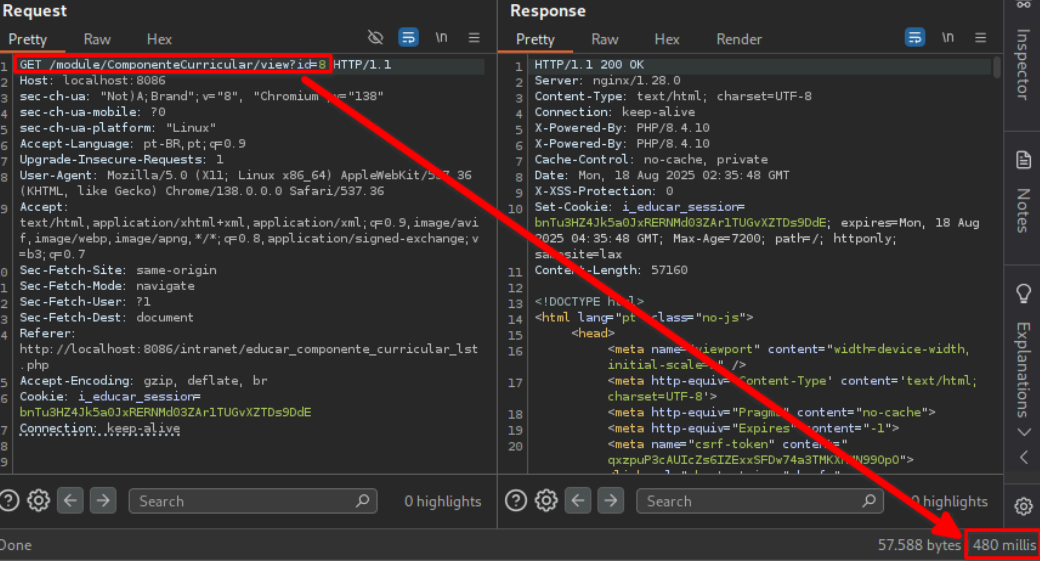 Request
Pretty Raw Hex
\n
1 GET /module/ComponenteCurricular/view?id=8 HTTP/1.1
2 Host: localhost:8086
3 sec-ch-ua: "Not)A;Brand";v="8", "Chromium";v="138"
4 sec-ch-ua-mobile: ?0
5 sec-ch-ua-platform: "Linux"
6 Accept-Language: pt-BR,pt;q=0.9
7 Upgrade-Insecure-Requests: 1
8 User-Agent: Mozilla/5.0 (X11; Linux x86_64) AppleWebKit/537.36
(KHTML, like Gecko) Chrome/138.0.0.0 Safari/537.36
9 Accept:
text/html,application/xhtml+xml,application/xml;q=0.9,image/avi
f,image/webp,image/apng,*/*;q=0.8,application/signed-exchange;v
=b3;q=0.7
0 Sec-Fetch-Site: same-origin
1 Sec-Fetch-Mode: navigate
2 Sec-Fetch-User: ?1
3 Sec-Fetch-Dest: document
4 Referer:
http://localhost:8086/intranet/educar_componente_curricular_lst
.php
5 Accept-Encoding: gzip, deflate, br
6 Cookie: i_educar_session=
bnTu3HZ4Jk5a0JxRERNMd03ZAr1TUGvXZTDs9DdE
7 Connection: keep-alive
8
9
Search
0 highlights
Done
Response
Pretty Raw Hex Render
\n
1 HTTP/1.1 200 OK
2 Server: nginx/1.28.0
3 Content-Type: text/html; charset=UTF-8
4 Connection: keep-alive
5 X-Powered-By: PHP/8.4.10
6 X-Powered-By: PHP/8.4.10
7 Cache-Control: no-cache, private
8 Date: Mon, 18 Aug 2025 02:35:48 GMT
9 X-XSS-Protection: 0
10 Set-Cookie: i_educar_session=
bnTu3HZ4Jk5a0JxRERNMd03ZAr1TUGvXZTDs9DdE; expires=Mon, 18 Aug
2025 04:35:48 GMT; Max-Age=7200; path=/; httponly;
samesite=lax
11 Content-Length: 57160
12
13 <!DOCTYPE html>
14 <html lang="pt" class="no-js">
15 <head>
16 <meta name="viewport" content="width=device-width,
initial-scale=" />
17 <meta http-equiv='Content-Type' content='text/html;
charset=UTF-8'>
18 <meta http-equiv="Pragma" content="no-cache">
19 <meta http-equiv="Expires" content="-1">
20 <meta name="csrf-token" content="
Search
highlights
57.588 bytes
480 millis
Inspector
Notes
Explanations